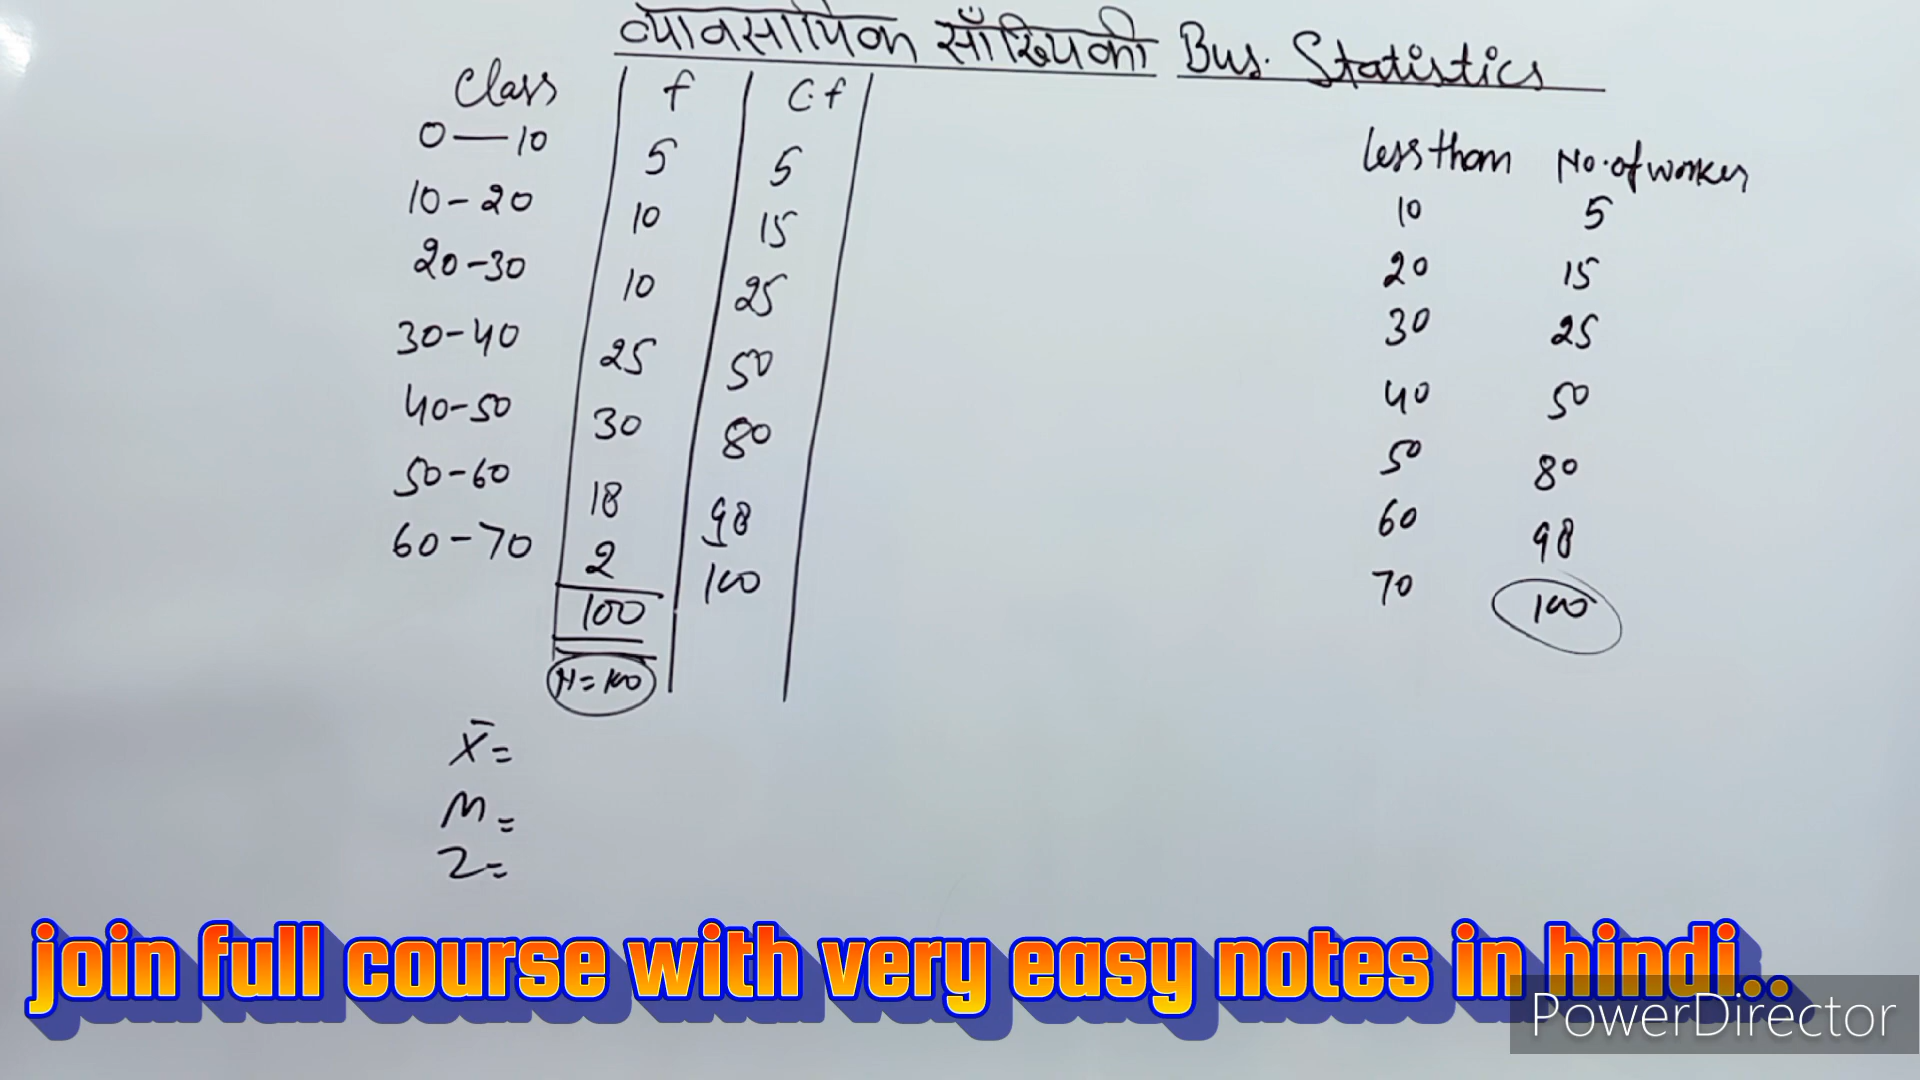 व्यावसायिक साँख्यिकी Bus. Statistics
Class f C.f
0—10 5 5
10-20 10 15
20-30 10 25
30-40 25 50
40-50 30 80
50-60 18 98
60-70 2 100
100
N=100
X̄=
M=
Z=
Less than No. of worker
10 5
20 15
30 25
40 50
50 80
60 98
70 100
join full course with very easy notes in hindi..
PowerDirector